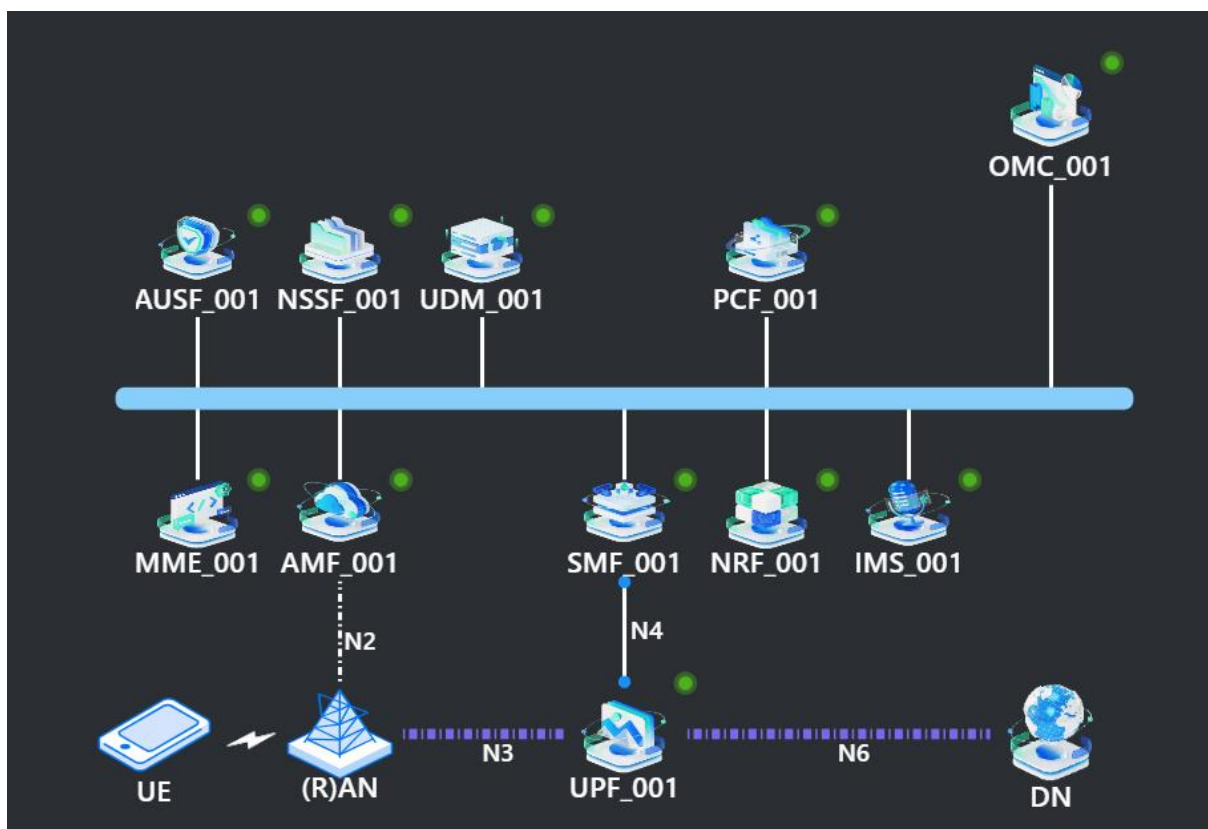 OMC_001
AUSF_001
NSSF_001
UDM_001
PCF_001
MME_001
AMF_001
SMF_001
NRF_001
IMS_001
N2
N4
N3
N6
UE
(R)AN
UPF_001
DN